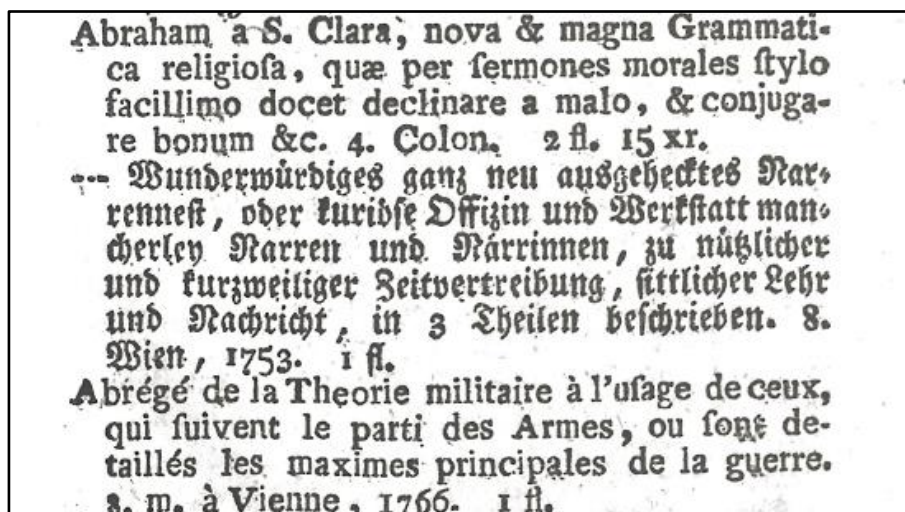 Abraham à S. Clara, nova & magna Grammati-
ca religioſa, quæ per ſermones morales ſtylo
facillimo docet declinare a malo, & conjuga-
re bonum &c. 4. Colon. 2 fl. 15 xr.
--- Wunderwürdiges ganz neu ausgehecktes Nar-
renneſt, oder kurióſe Offizin und Werkſtatt man-
cherley Narren und Närrinnen, zu nützlicher
und kurzweiliger Zeitvertreibung, ſittlicher Lehr
und Nachricht, in 3 Theilen beſchrieben. 8.
Wien, 1753. 1 fl.
Abrégé de la Theorie militaire à l'uſage de ceux,
qui ſuivent le parti des Armes, ou ſont de-
taillés les maximes principales de la guerre.
8. m. à Vienne, 1766. 1 fl.